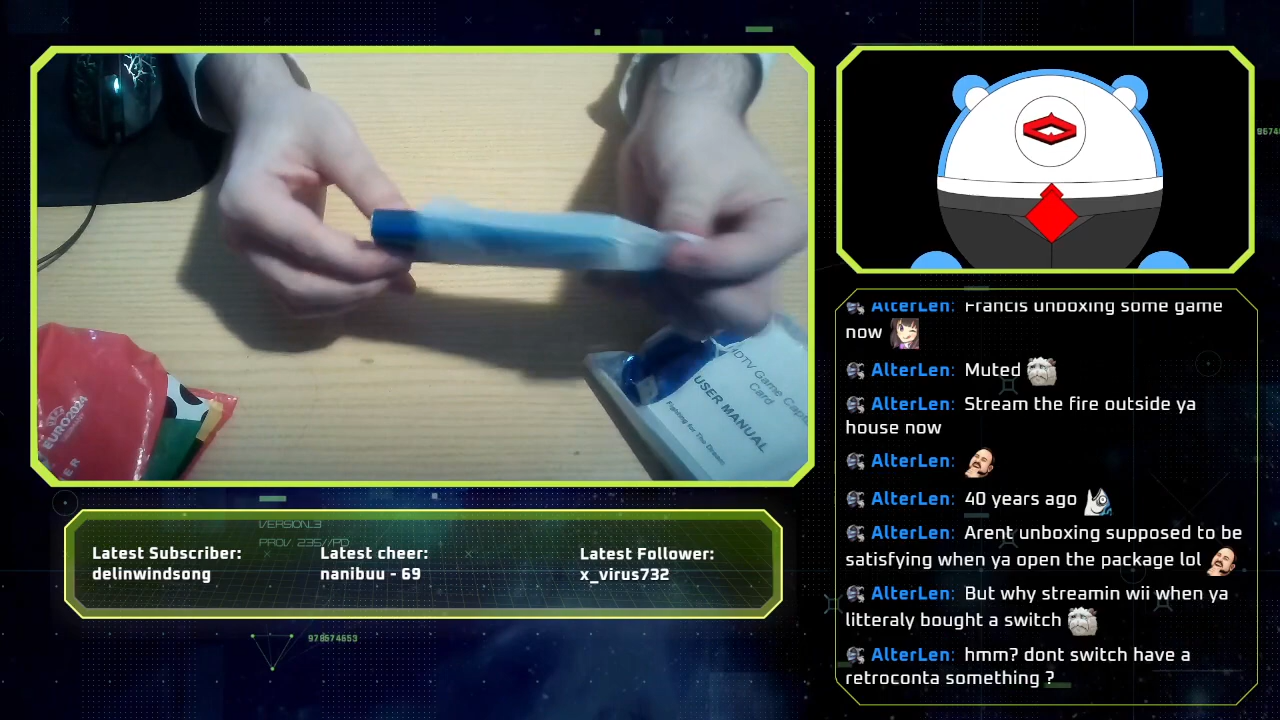 EURO2024
HDTV Game Capture
Card
USER MANUAL
Fighting for The Dream
VERSION1.3
PROV. 235//PD
Latest Subscriber:
delinwindsong
Latest cheer:
nanibuu - 69
Latest Follower:
x_virus732
978574653
AlterLen: Francis unboxing some game
now
AlterLen: Muted
AlterLen: Stream the fire outside ya
house now
AlterLen:
AlterLen: 40 years ago
AlterLen: Arent unboxing supposed to be
satisfying when ya open the package lol
AlterLen: But why streamin wii when ya
litteraly bought a switch
AlterLen: hmm? dont switch have a
retroconta something ?